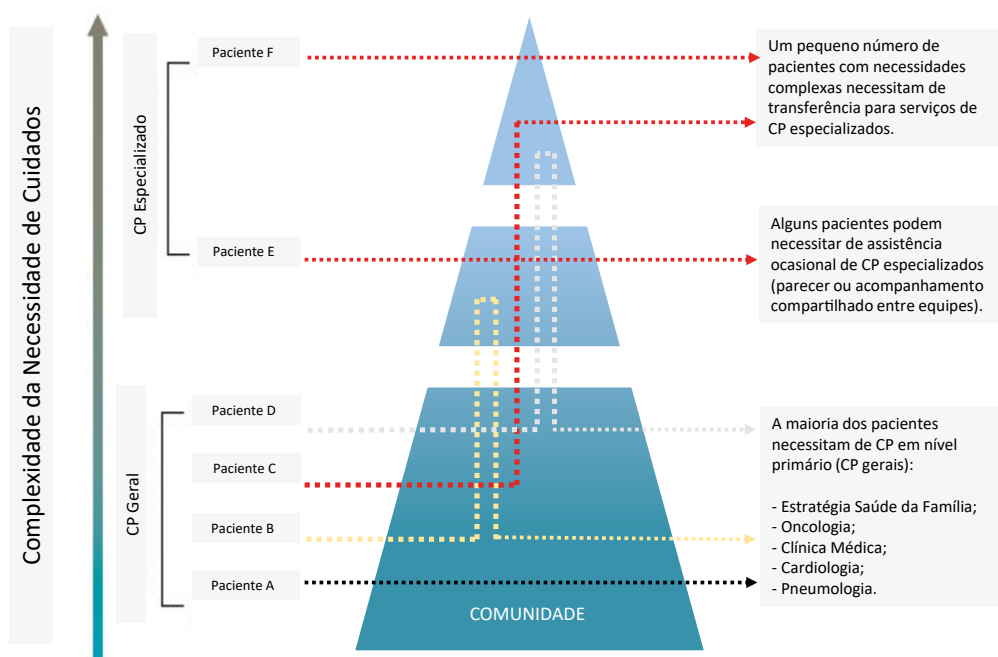 Complexidade da Necessidade de Cuidados
CP Especializado
CP Geral
Paciente F
Paciente E
Paciente D
Paciente C
Paciente B
Paciente A
COMUNIDADE
Um pequeno número de
pacientes com necessidades
complexas necessitam de
transferência para serviços de
CP especializados.
Alguns pacientes podem
necessitar de assistência
ocasional de CP especializados
(parecer ou acompanhamento
compartilhado entre equipes).
A maioria dos pacientes
necessitam de CP em nível
primário (CP gerais):
- Estratégia Saúde da Família;
- Oncologia;
- Clínica Médica;
- Cardiologia;
- Pneumologia.